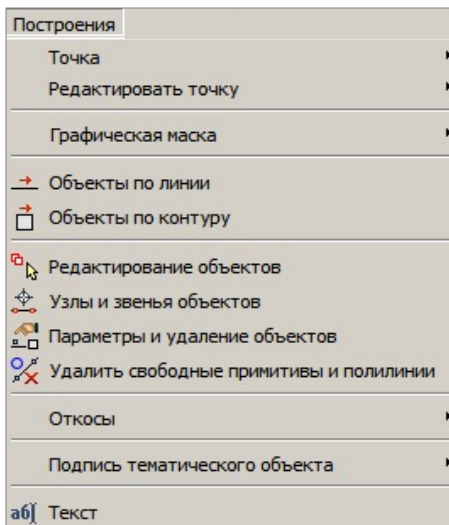 Построения
Точка
Редактировать точку
Графическая маска
Объекты по линии
Объекты по контуру
Редактирование объектов
Узлы и звенья объектов
Параметры и удаление объектов
Удалить свободные примитивы и полилинии
Откосы
Подпись тематического объекта
аб Текст